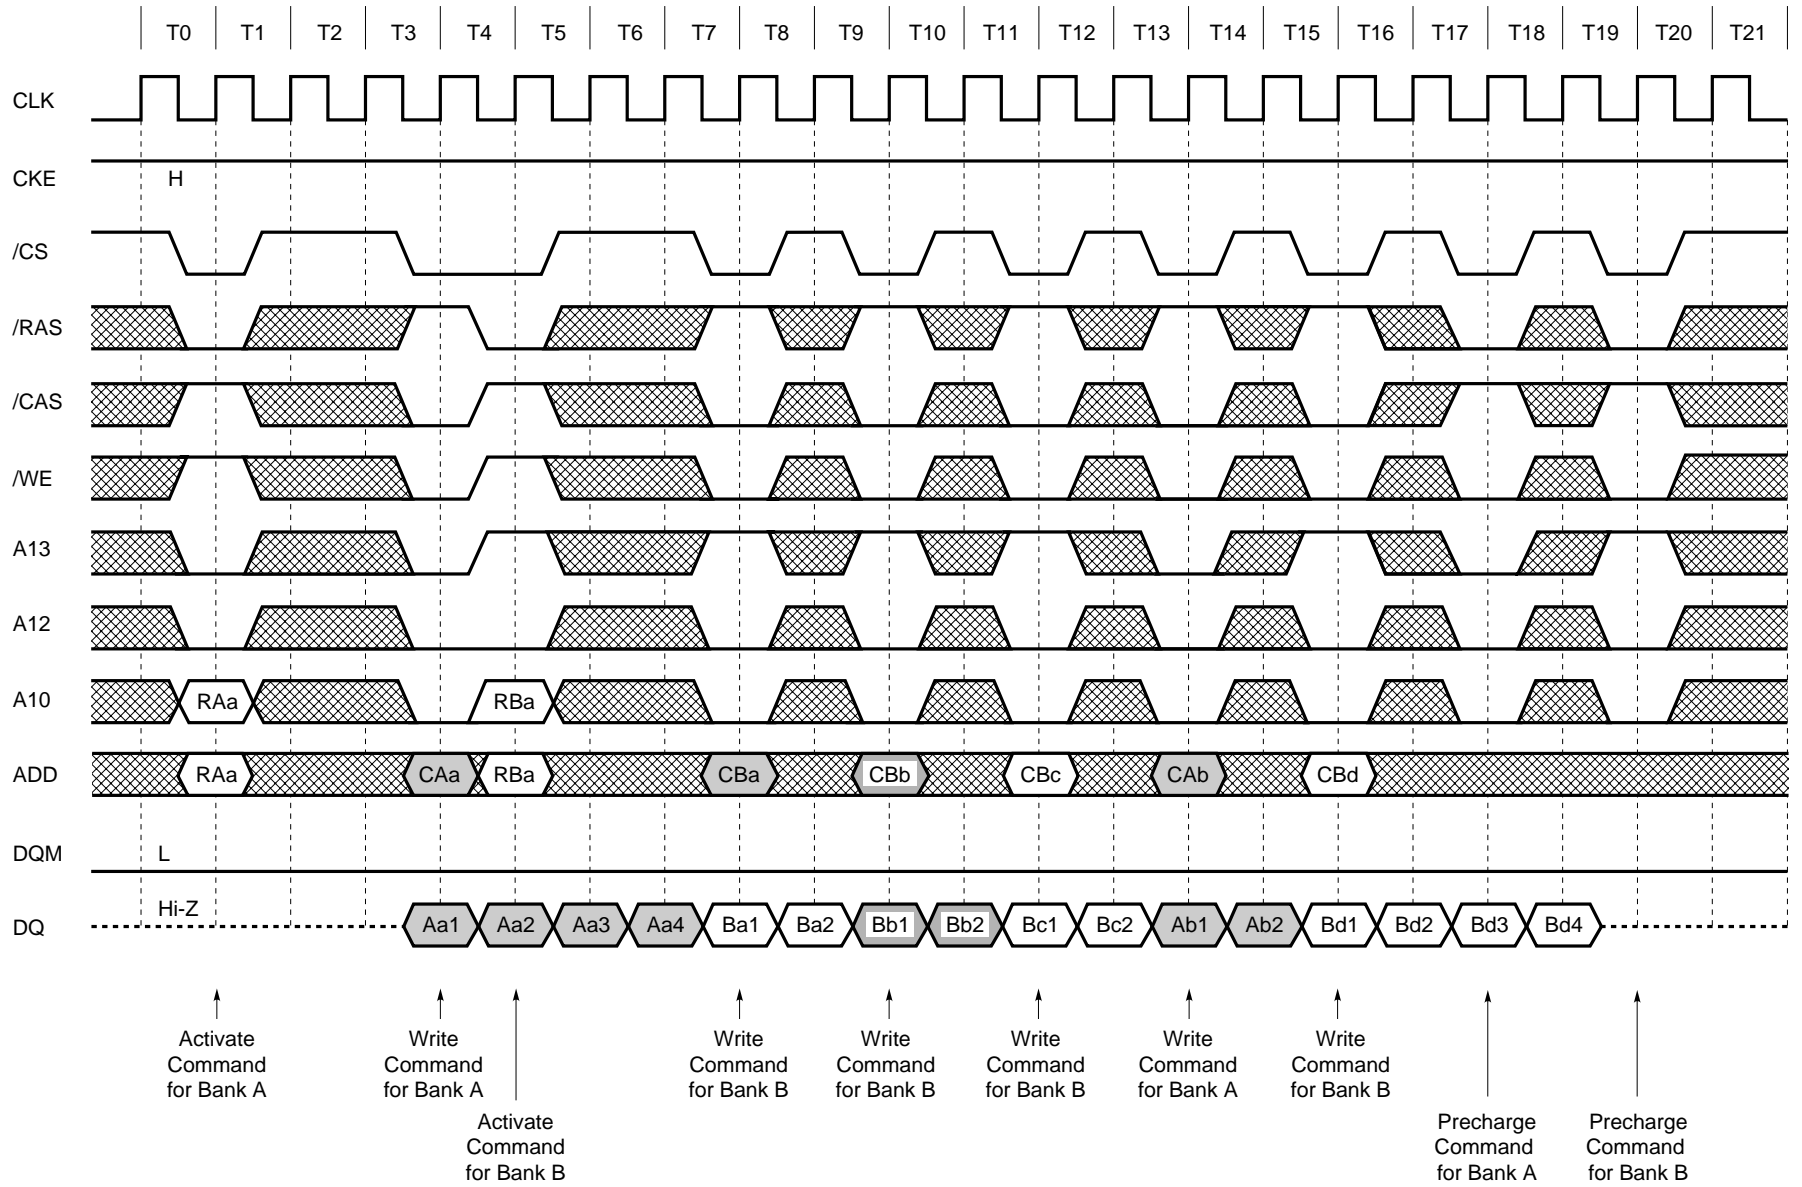 T0 T1 T2 T3 T4 T5 T6 T7 T8 T9 T10 T11 T12 T13 T14 T15 T16 T17 T18 T19 T20 T21
CLK
CKE H
/CS
/RAS
/CAS
/WE
A13
A12
A10 RAa RBa
ADD RAa CAa RBa CBa CBb CBc CAb CBd
DQM L
Hi-Z
DQ Aa1 Aa2 Aa3 Aa4 Ba1 Ba2 Bb1 Bb2 Bc1 Bc2 Ab1 Ab2 Bd1 Bd2 Bd3 Bd4
Activate
Command
for Bank A
Write
Command
for Bank A
Activate
Command
for Bank B
Write
Command
for Bank B
Write
Command
for Bank B
Write
Command
for Bank B
Write
Command
for Bank A
Write
Command
for Bank B
Precharge
Command
for Bank A
Precharge
Command
for Bank B